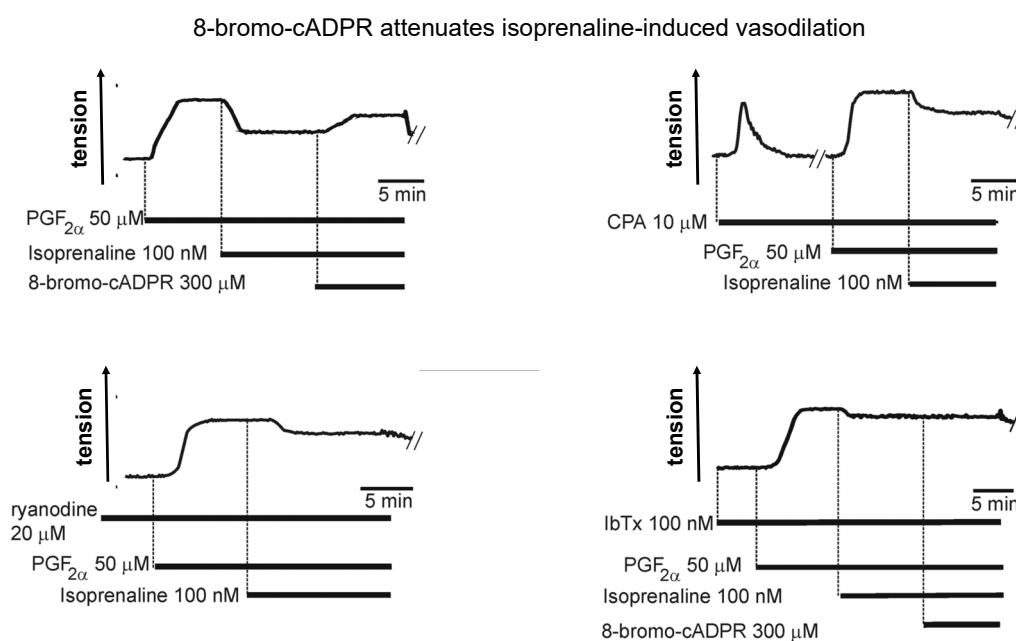 8-bromo-cADPR attenuates isoprenaline-induced vasodilation
tension
5 min
PGF2α 50 μM
Isoprenaline 100 nM
8-bromo-cADPR 300 μM
tension
5 min
CPA 10 μM
PGF2α 50 μM
Isoprenaline 100 nM
tension
5 min
ryanodine
20 μM
PGF2α 50 μM
Isoprenaline 100 nM
tension
5 min
IbTx 100 nM
PGF2α 50 μM
Isoprenaline 100 nM
8-bromo-cADPR 300 μM